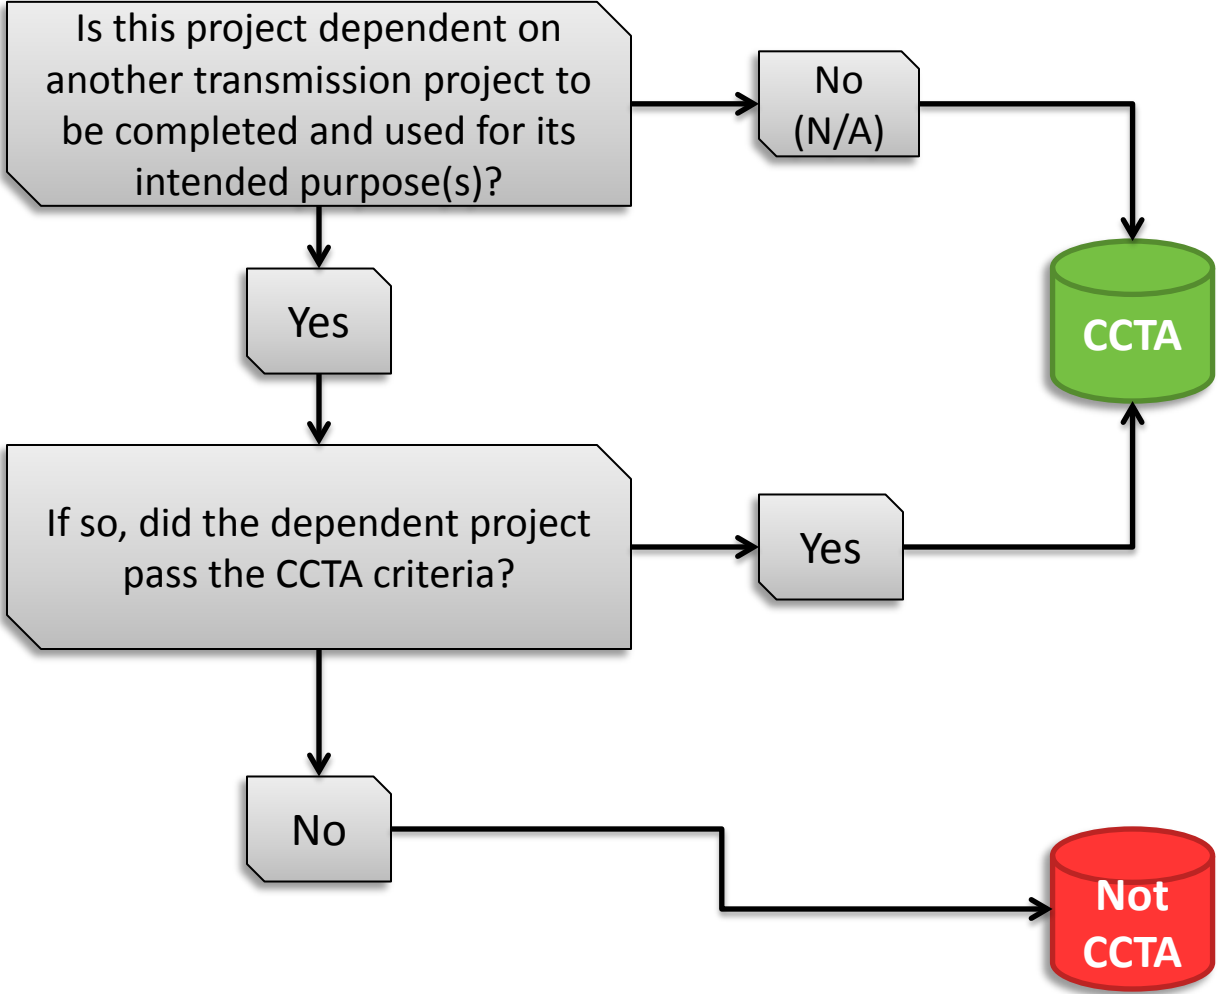 Is this project dependent on
another transmission project to
be completed and used for its
intended purpose(s)?
No
(N/A)
Yes
CCTA
If so, did the dependent project
pass the CCTA criteria?
Yes
No
Not
CCTA